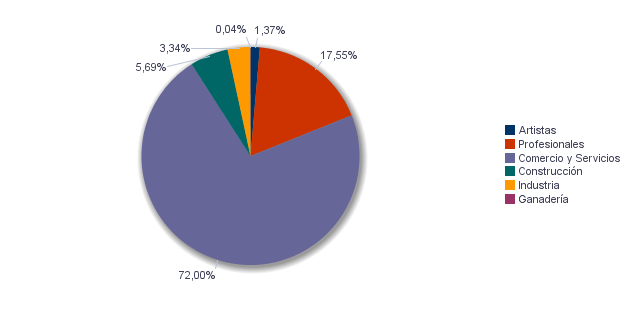 0,04%
1,37%
3,34%
17,55%
5,69%
72,00%
Artistas
Profesionales
Comercio y Servicios
Construcción
Industria
Ganadería